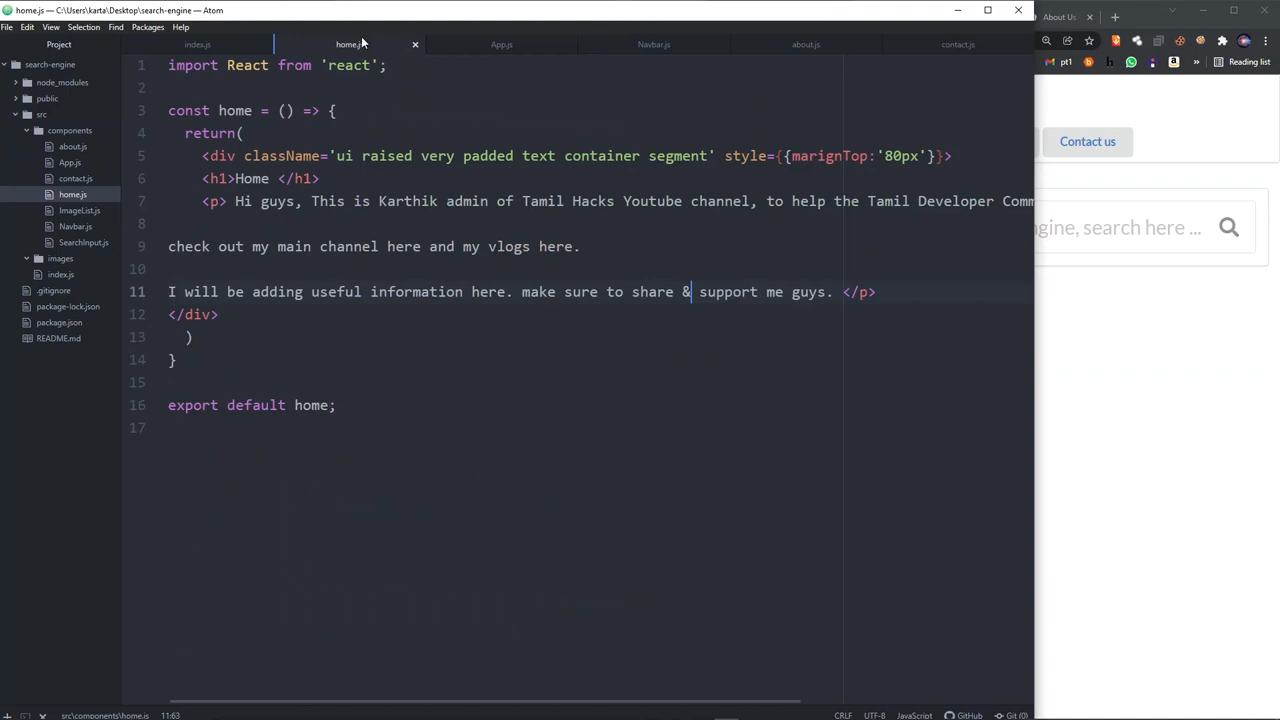 home.js — C:\Users\karta\Desktop\search-engine — Atom
File Edit View Selection Find Packages Help
Project
search-engine
node_modules
public
src
components
about.js
App.js
contact.js
home.js
ImageList.js
Navbar.js
SearchInput.js
images
index.js
.gitignore
package-lock.json
package.json
README.md
index.js home.js App.js Navbar.js about.js contact.js
1 import React from 'react';
2
3 const home = () => {
4 return(
5 <div className='ui raised very padded text container segment' style={{marignTop:'80px'}}>
6 <h1>Home </h1>
7 <p> Hi guys, This is Karthik admin of Tamil Hacks Youtube channel, to help the Tamil Developer Comm
8
9 check out my main channel here and my vlogs here.
10
11 I will be adding useful information here. make sure to share & support me guys. </p>
12 </div>
13 )
14 }
15
16 export default home;
17
src\components\home.js 11:63 CRLF UTF-8 JavaScript GitHub Git (0)
About Us
pt1 Reading list
Contact us
engine, search here ...